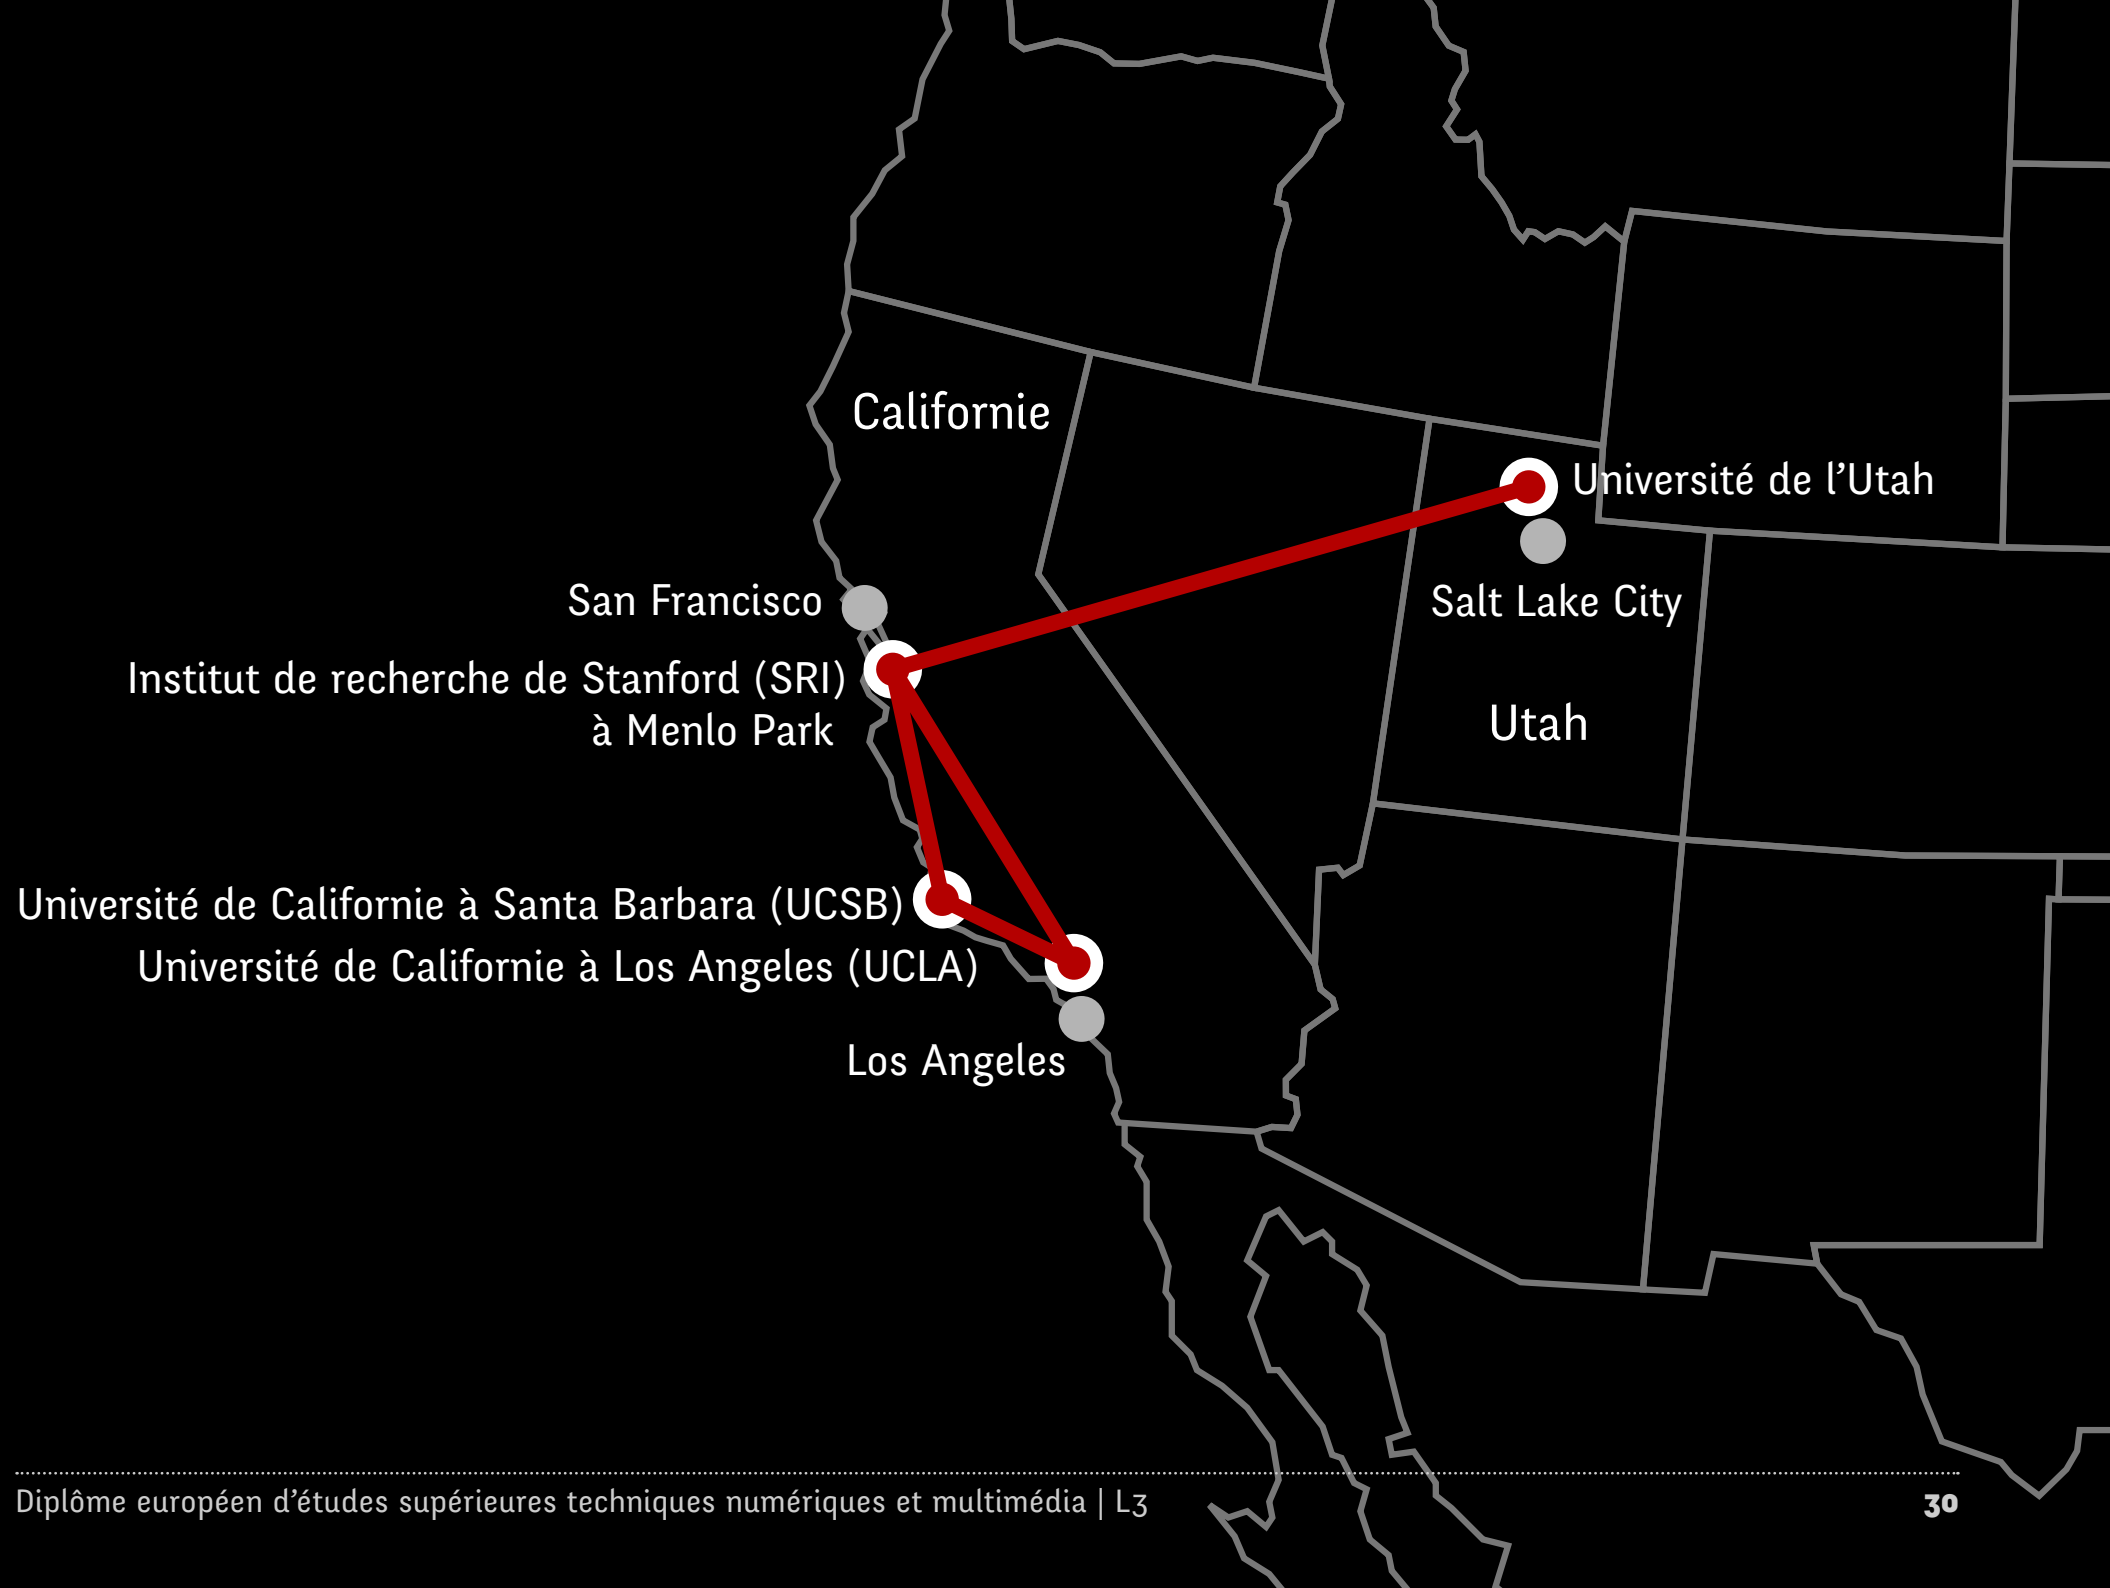 Californie
Université de l’Utah
San Francisco
Salt Lake City
Institut de recherche de Stanford (SRI)
à Menlo Park
Utah
Université de Californie à Santa Barbara (UCSB)
Université de Californie à Los Angeles (UCLA)
Los Angeles
Diplôme européen d’études supérieures techniques numériques et multimédia | L3
30